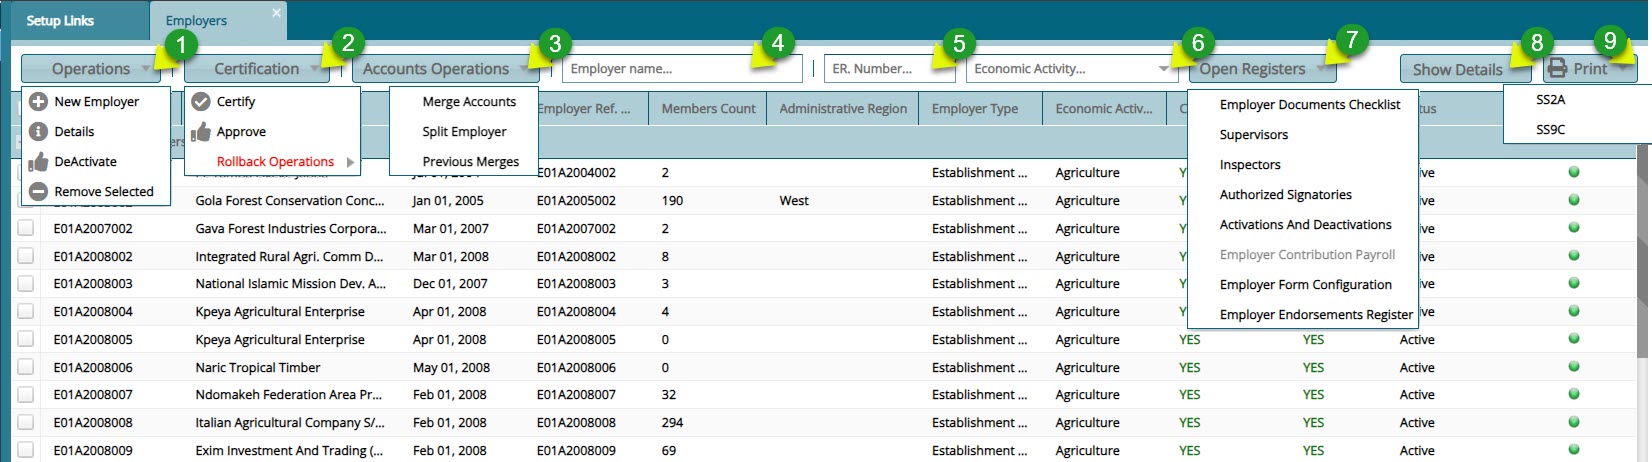 Setup Links
Employers
1 2 3 4 5 6 7 8 9
Operations Certification Accounts Operations Employer name... ER. Number... Economic Activity... Open Registers Show Details Print
New Employer
Details
DeActivate
Remove Selected
Certify
Approve
Rollback Operations
Merge Accounts
Split Employer
Previous Merges
Employer Documents Checklist
Supervisors
Inspectors
Authorized Signatories
Activations And Deactivations
Employer Contribution Payroll
Employer Form Configuration
Employer Endorsements Register
SS2A
SS9C
Employer Ref. ... Members Count Administrative Region Employer Type Economic Activ...
E01A2004002 2 Establishment ... Agriculture
Gola Forest Conservation Conc... Jan 01, 2005 E01A2005002 190 West Establishment ... Agriculture
E01A2007002 Gava Forest Industries Corpora... Mar 01, 2007 E01A2007002 2 Establishment ... Agriculture
E01A2008002 Integrated Rural Agri. Comm D... Mar 01, 2008 E01A2008002 8 Establishment ... Agriculture
E01A2008003 National Islamic Mission Dev. A... Dec 01, 2007 E01A2008003 3 Establishment ... Agriculture
E01A2008004 Kpeya Agricultural Enterprise Apr 01, 2008 E01A2008004 4 Establishment ... Agriculture
E01A2008005 Kpeya Agricultural Enterprise Apr 01, 2008 E01A2008005 0 Establishment ... Agriculture YES YES Active
E01A2008006 Naric Tropical Timber May 01, 2008 E01A2008006 0 Establishment ... Agriculture YES YES Active
E01A2008007 Ndomakeh Federation Area Pr... Feb 01, 2008 E01A2008007 32 Establishment ... Agriculture YES YES Active
E01A2008008 Italian Agricultural Company S/... Feb 01, 2008 E01A2008008 294 Establishment ... Agriculture YES YES Active
E01A2008009 Exim Investment And Trading (... Feb 01, 2008 E01A2008009 69 Establishment ... Agriculture YES YES Active